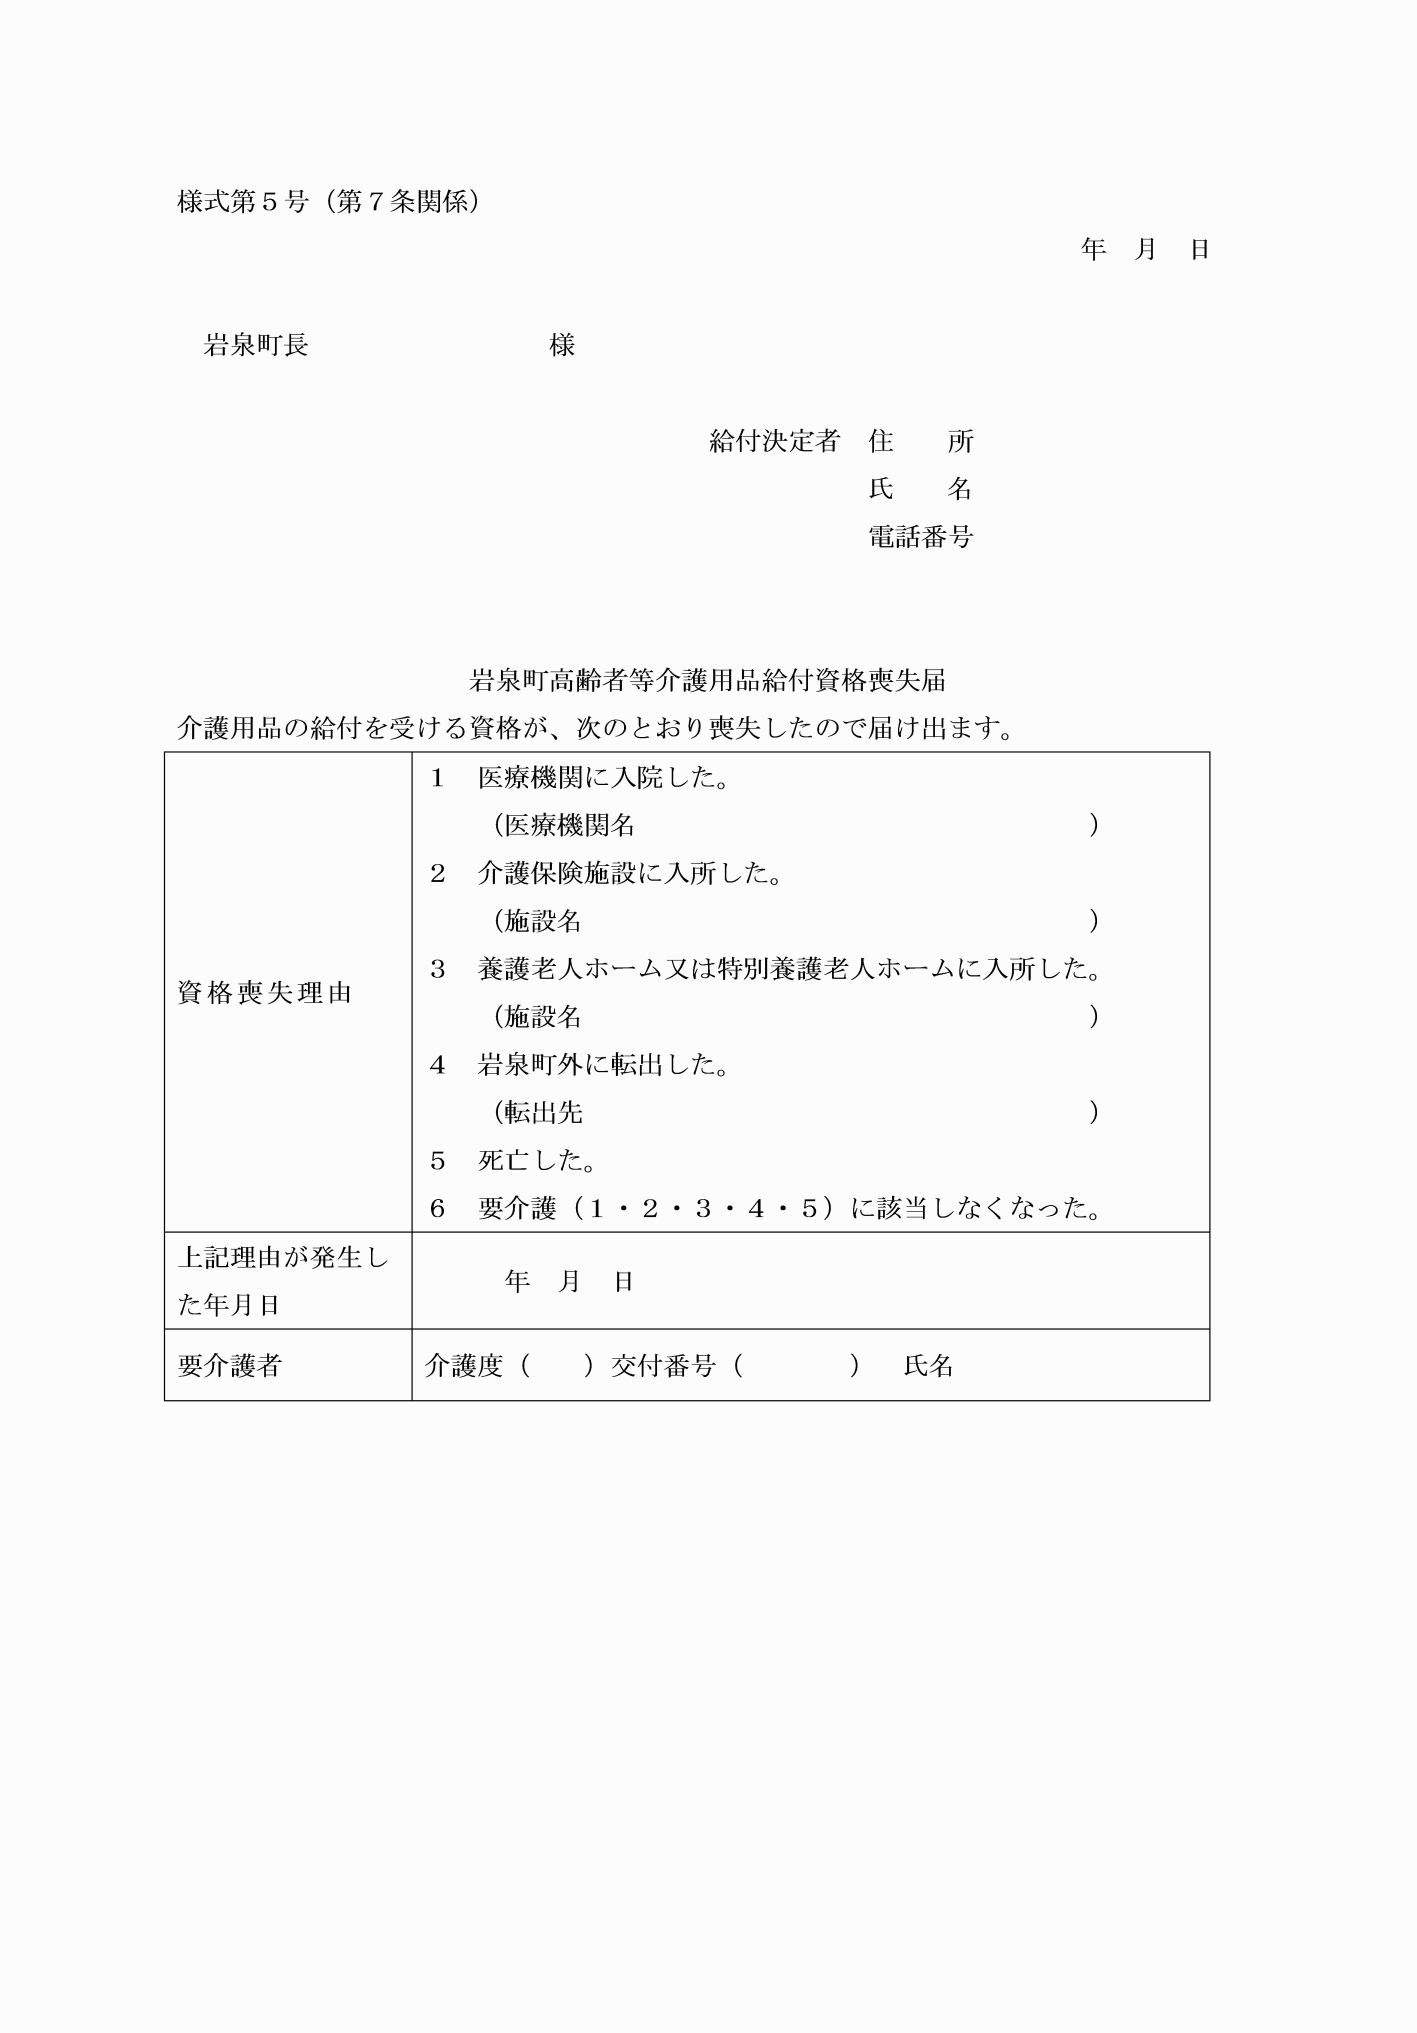 様式第５号（第７条関係）
年　月　日
岩泉町長　　　　　　　　　様
給付決定者　住　　所
氏　　名
電話番号
岩泉町高齢者等介護用品給付資格喪失届
介護用品の給付を受ける資格が、次のとおり喪失したので届け出ます。
資格喪失理由
１　医療機関に入院した。
（医療機関名　　　　　　　　　　　　　　　　　）
２　介護保険施設に入所した。
（施設名　　　　　　　　　　　　　　　　　　　）
３　養護老人ホーム又は特別養護老人ホームに入所した。
（施設名　　　　　　　　　　　　　　　　　　　）
４　岩泉町外に転出した。
（転出先　　　　　　　　　　　　　　　　　　　）
５　死亡した。
６　要介護（１・２・３・４・５）に該当しなくなった。
上記理由が発生し
た年月日
年　月　日
要介護者
介護度（　　）交付番号（　　　　）　氏名